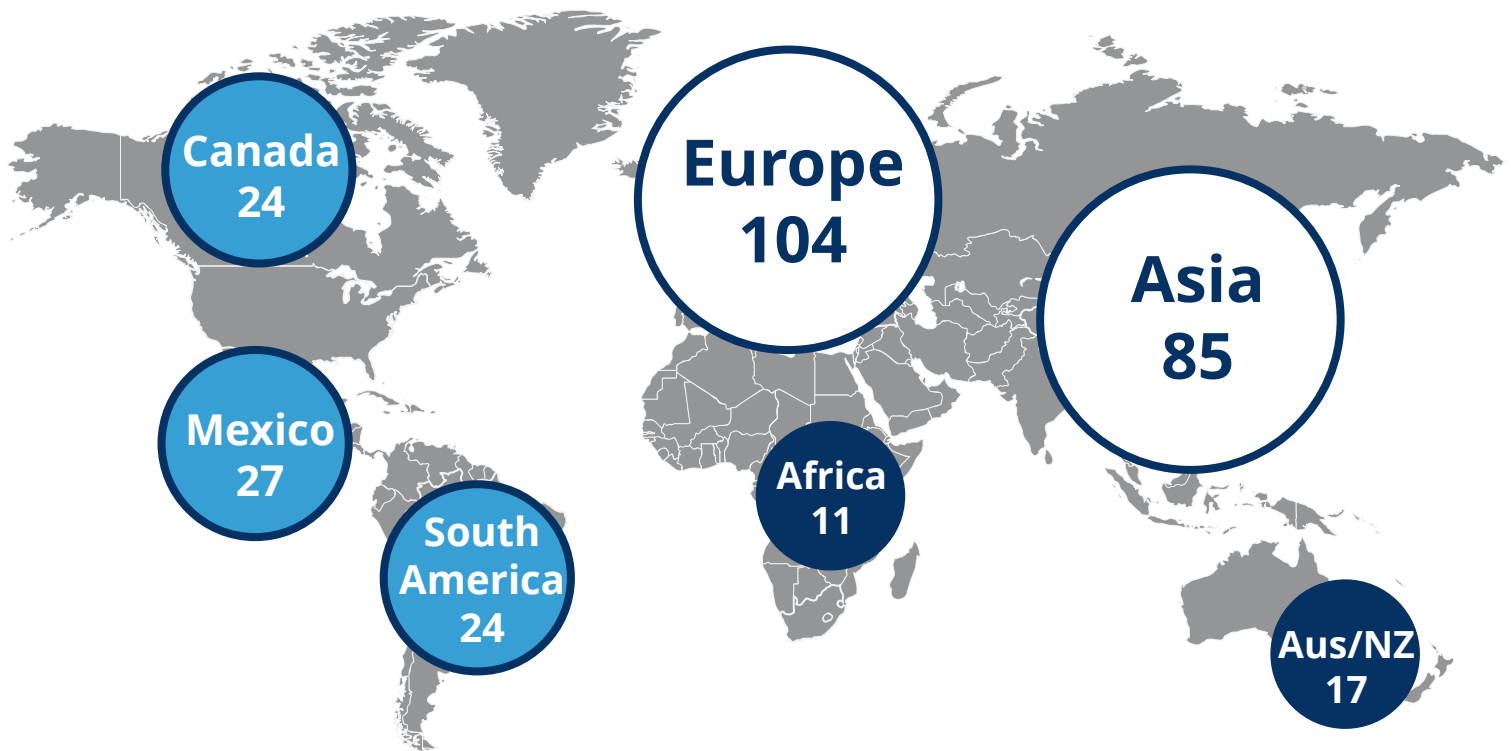 Canada
24
Europe
104
Asia
85
Mexico
27
Africa
11
South
America
24
Aus/NZ
17